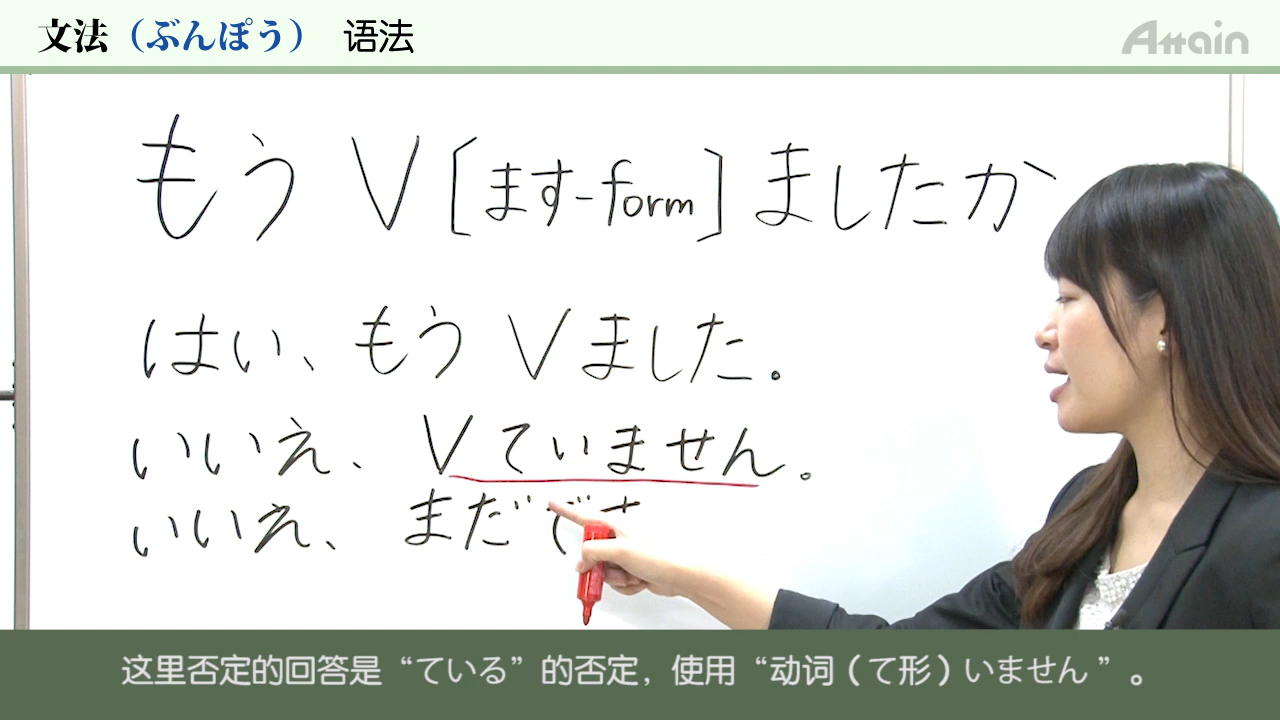 文法（ぶんぽう） 语法
Attain
もう V [ます-form] ましたか
はい、もう V ました。
いいえ、 V ていません。
いいえ、 まだです
这里否定的回答是“ている”的否定，使用“动词（て形）いません”。